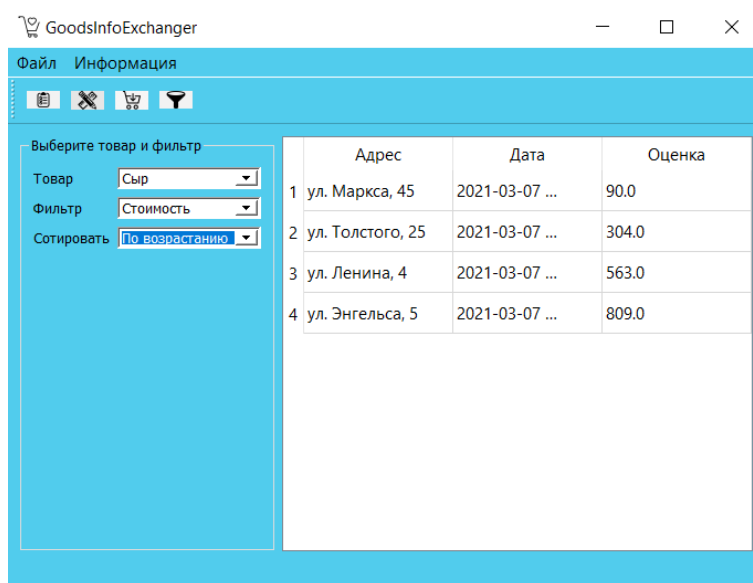 GoodsInfoExchanger
Файл Информация
Выберите товар и фильтр
Товар Сыр
Фильтр Стоимость
Сотировать По возрастанию
Адрес Дата Оценка
1 ул. Маркса, 45 2021-03-07 ... 90.0
2 ул. Толстого, 25 2021-03-07 ... 304.0
3 ул. Ленина, 4 2021-03-07 ... 563.0
4 ул. Энгельса, 5 2021-03-07 ... 809.0